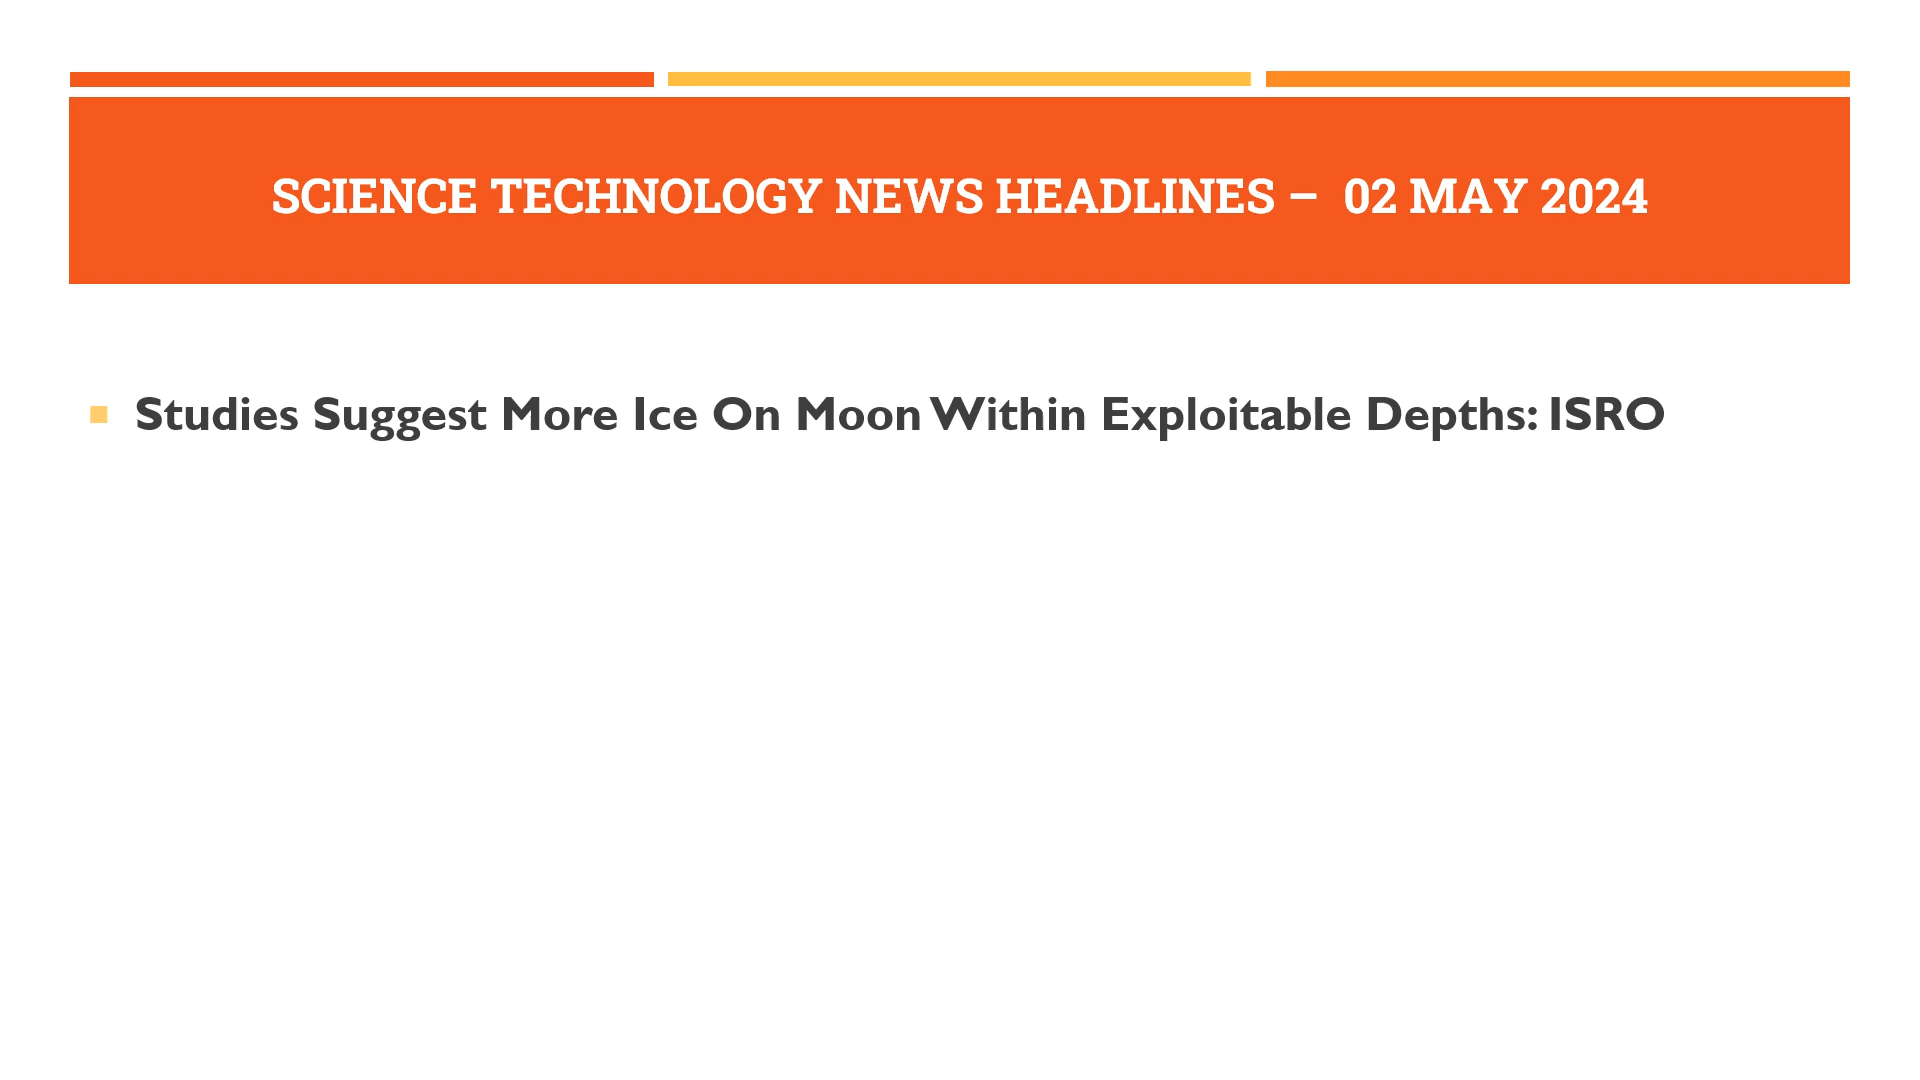 SCIENCE TECHNOLOGY NEWS HEADLINES – 02 MAY 2024
Studies Suggest More Ice On Moon Within Exploitable Depths: ISRO